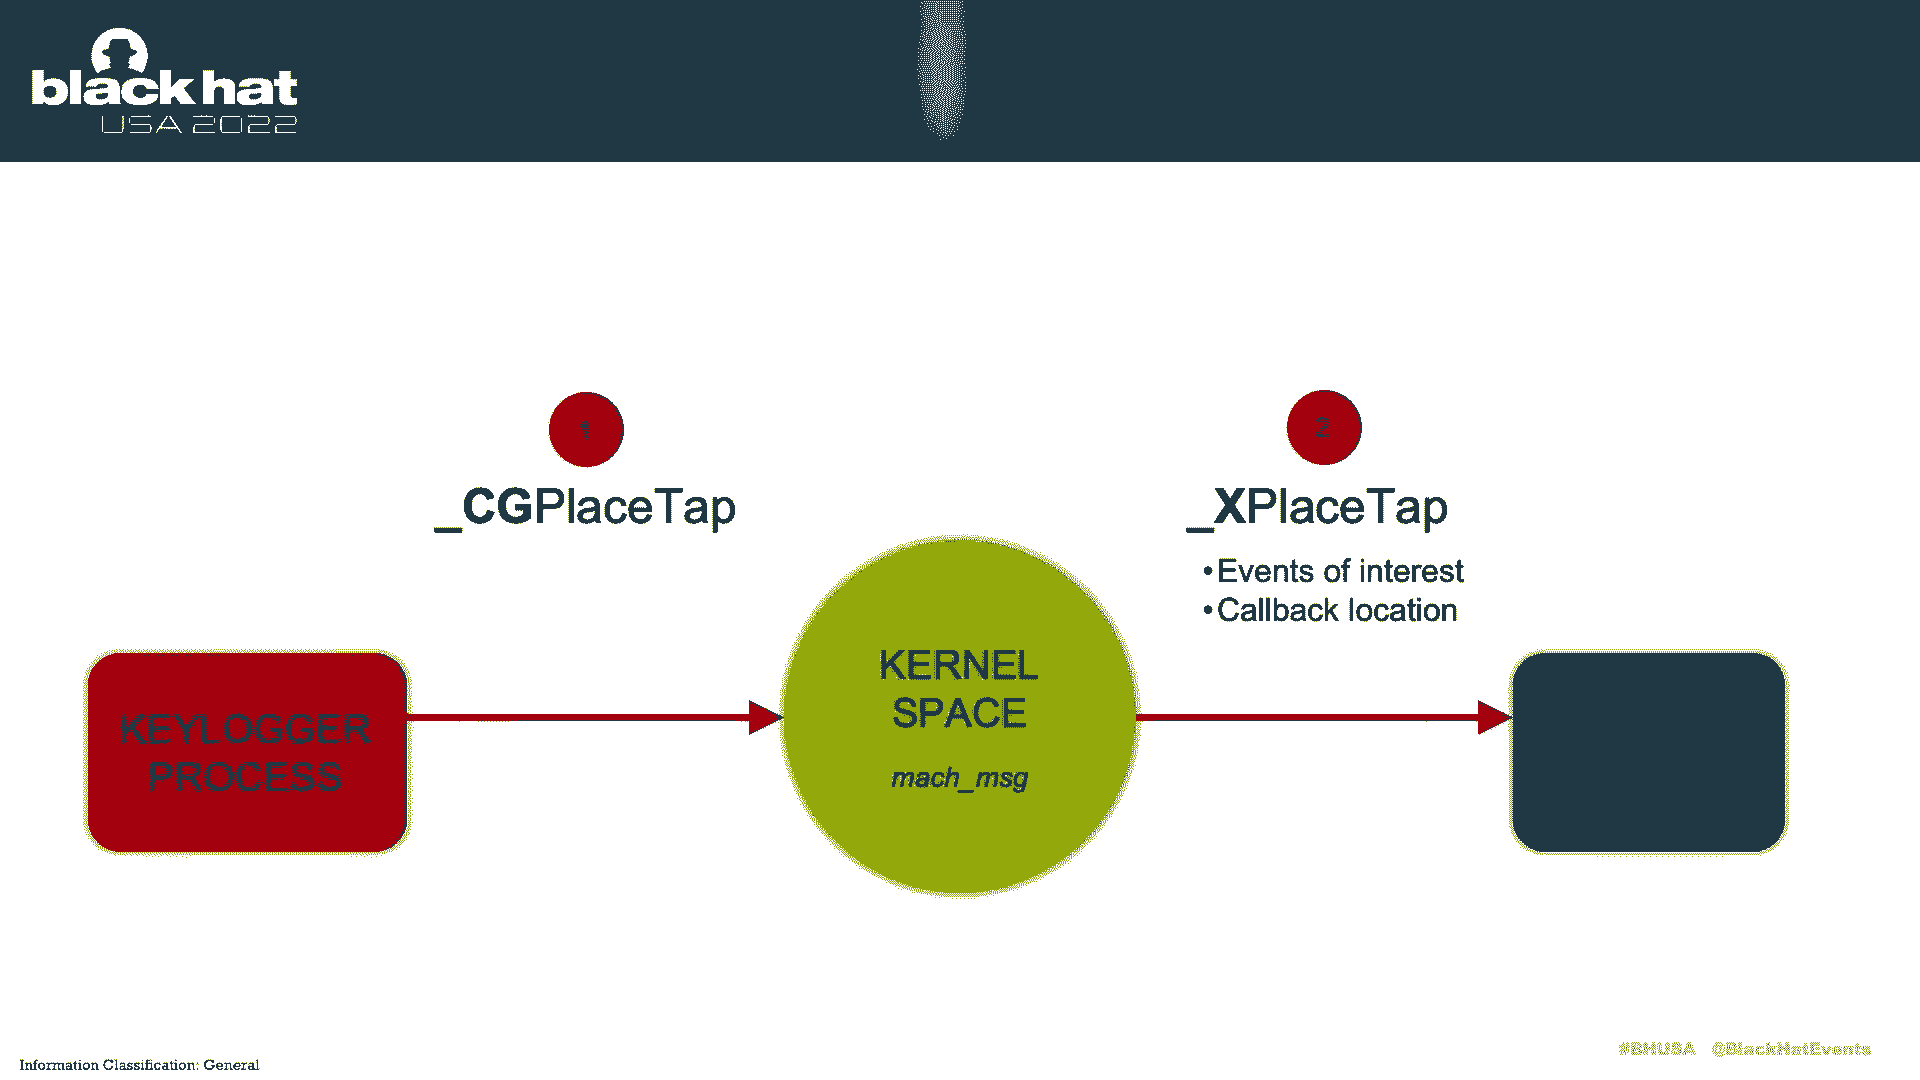 black hat
USA 2022
1
2
_CGPlaceTap
_XPlaceTap
•Events of interest
•Callback location
KERNEL
SPACE
mach_msg
KEYLOGGER
PROCESS
#BHUSA @BlackHatEvents
Information Classification: General